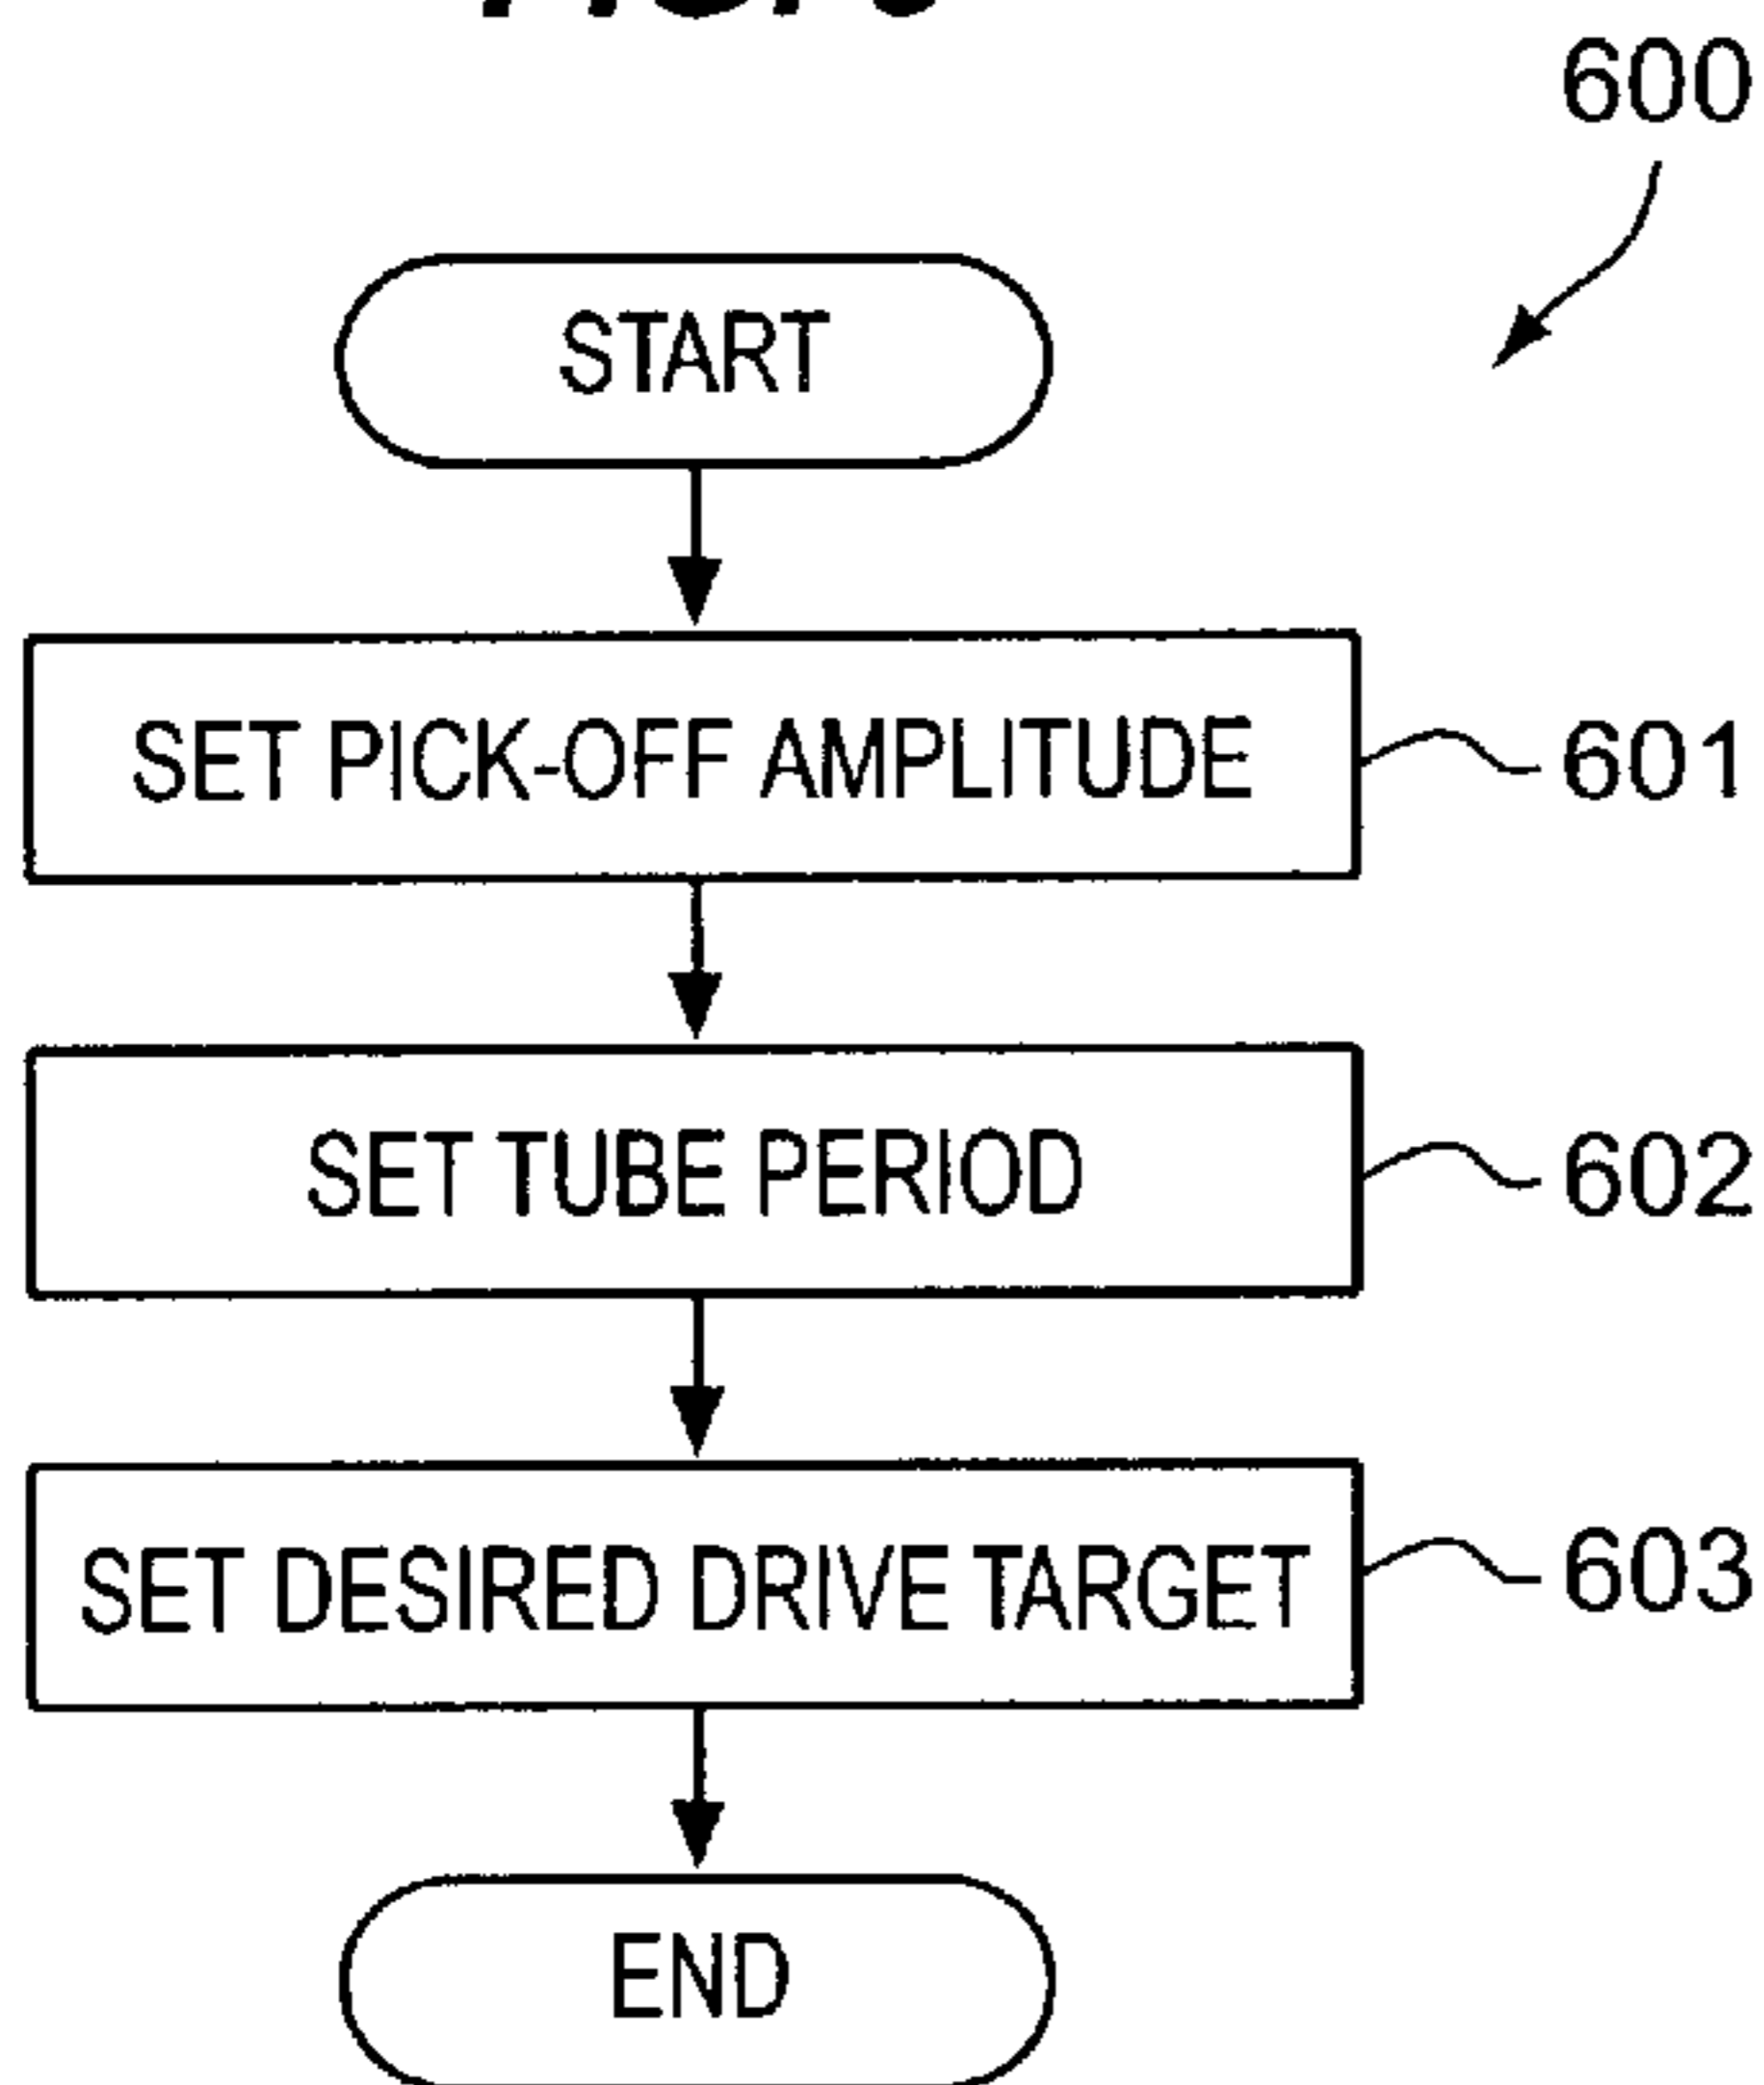 600
START
SET PICK-OFF AMPLITUDE
601
SET TUBE PERIOD
602
SET DESIRED DRIVE TARGET
603
END